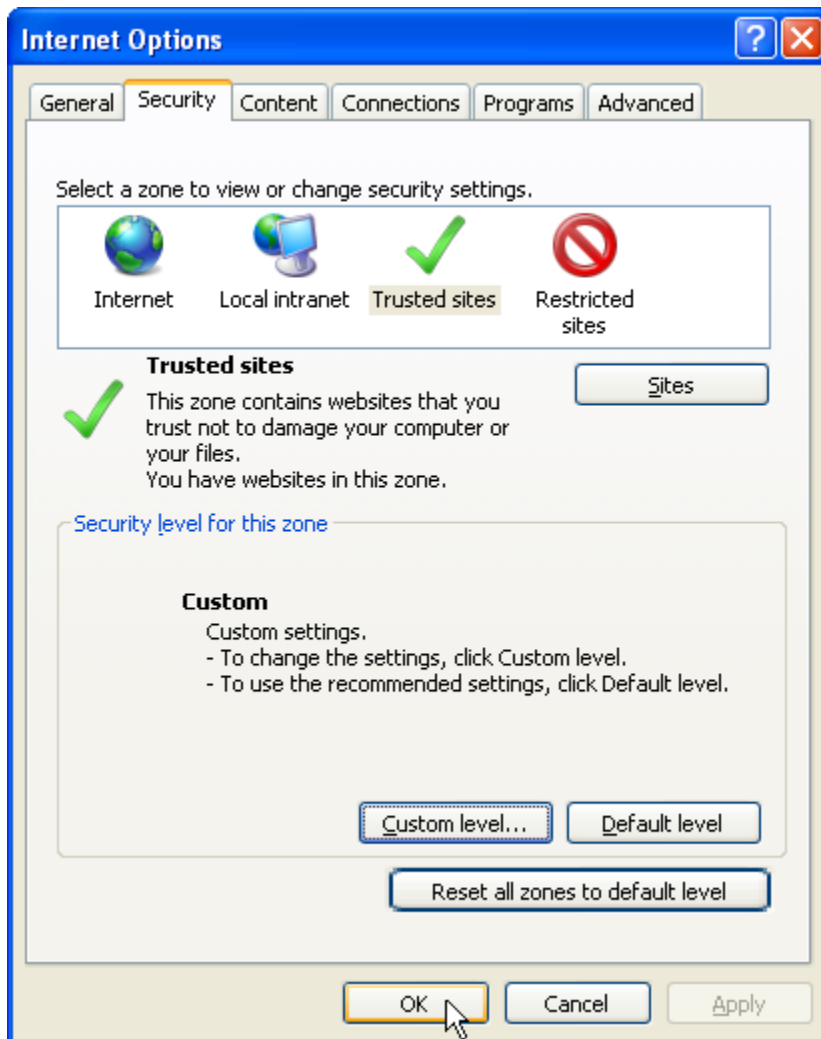 Internet Options
General Security Content Connections Programs Advanced
Select a zone to view or change security settings.
Internet Local intranet Trusted sites Restricted
sites
Trusted sites
Sites
This zone contains websites that you
trust not to damage your computer or
your files.
You have websites in this zone.
Security level for this zone
Custom
Custom settings.
- To change the settings, click Custom level.
- To use the recommended settings, click Default level.
Custom level... Default level
Reset all zones to default level
OK Cancel Apply